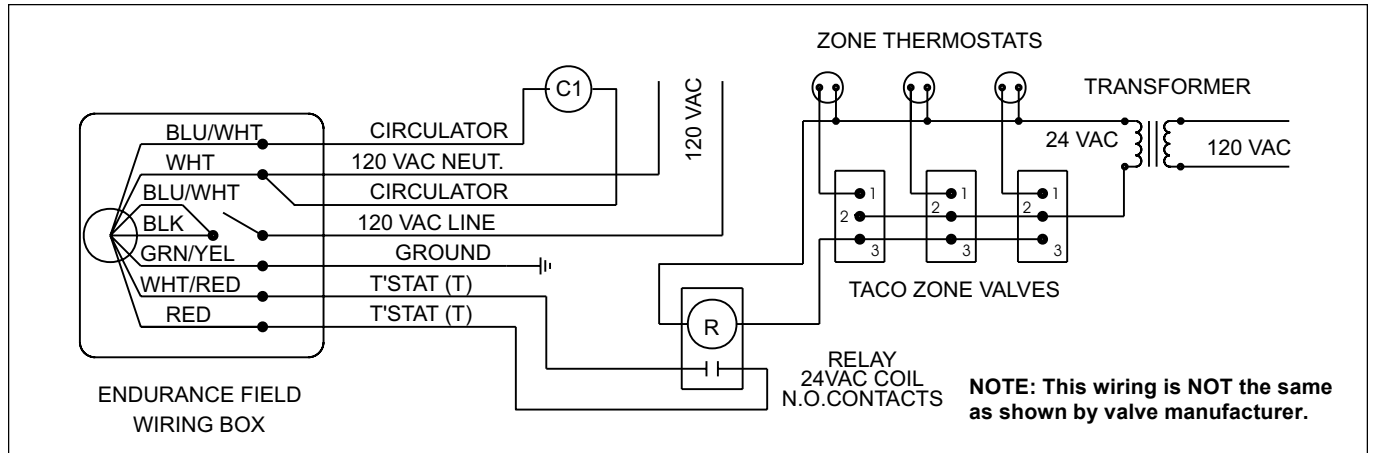 ZONE THERMOSTATS
TRANSFORMER
24 VAC
120 VAC
C1
120 VAC
BLU/WHT
CIRCULATOR
WHT
120 VAC NEUT.
BLU/WHT
CIRCULATOR
BLK
120 VAC LINE
GRN/YEL
GROUND
WHT/RED
T'STAT (T)
RED
T'STAT (T)
1
2
3
1
2
3
1
2
3
TACO ZONE VALVES
R
RELAY
24VAC COIL
N.O.CONTACTS
ENDURANCE FIELD
WIRING BOX
NOTE: This wiring is NOT the same
as shown by valve manufacturer.